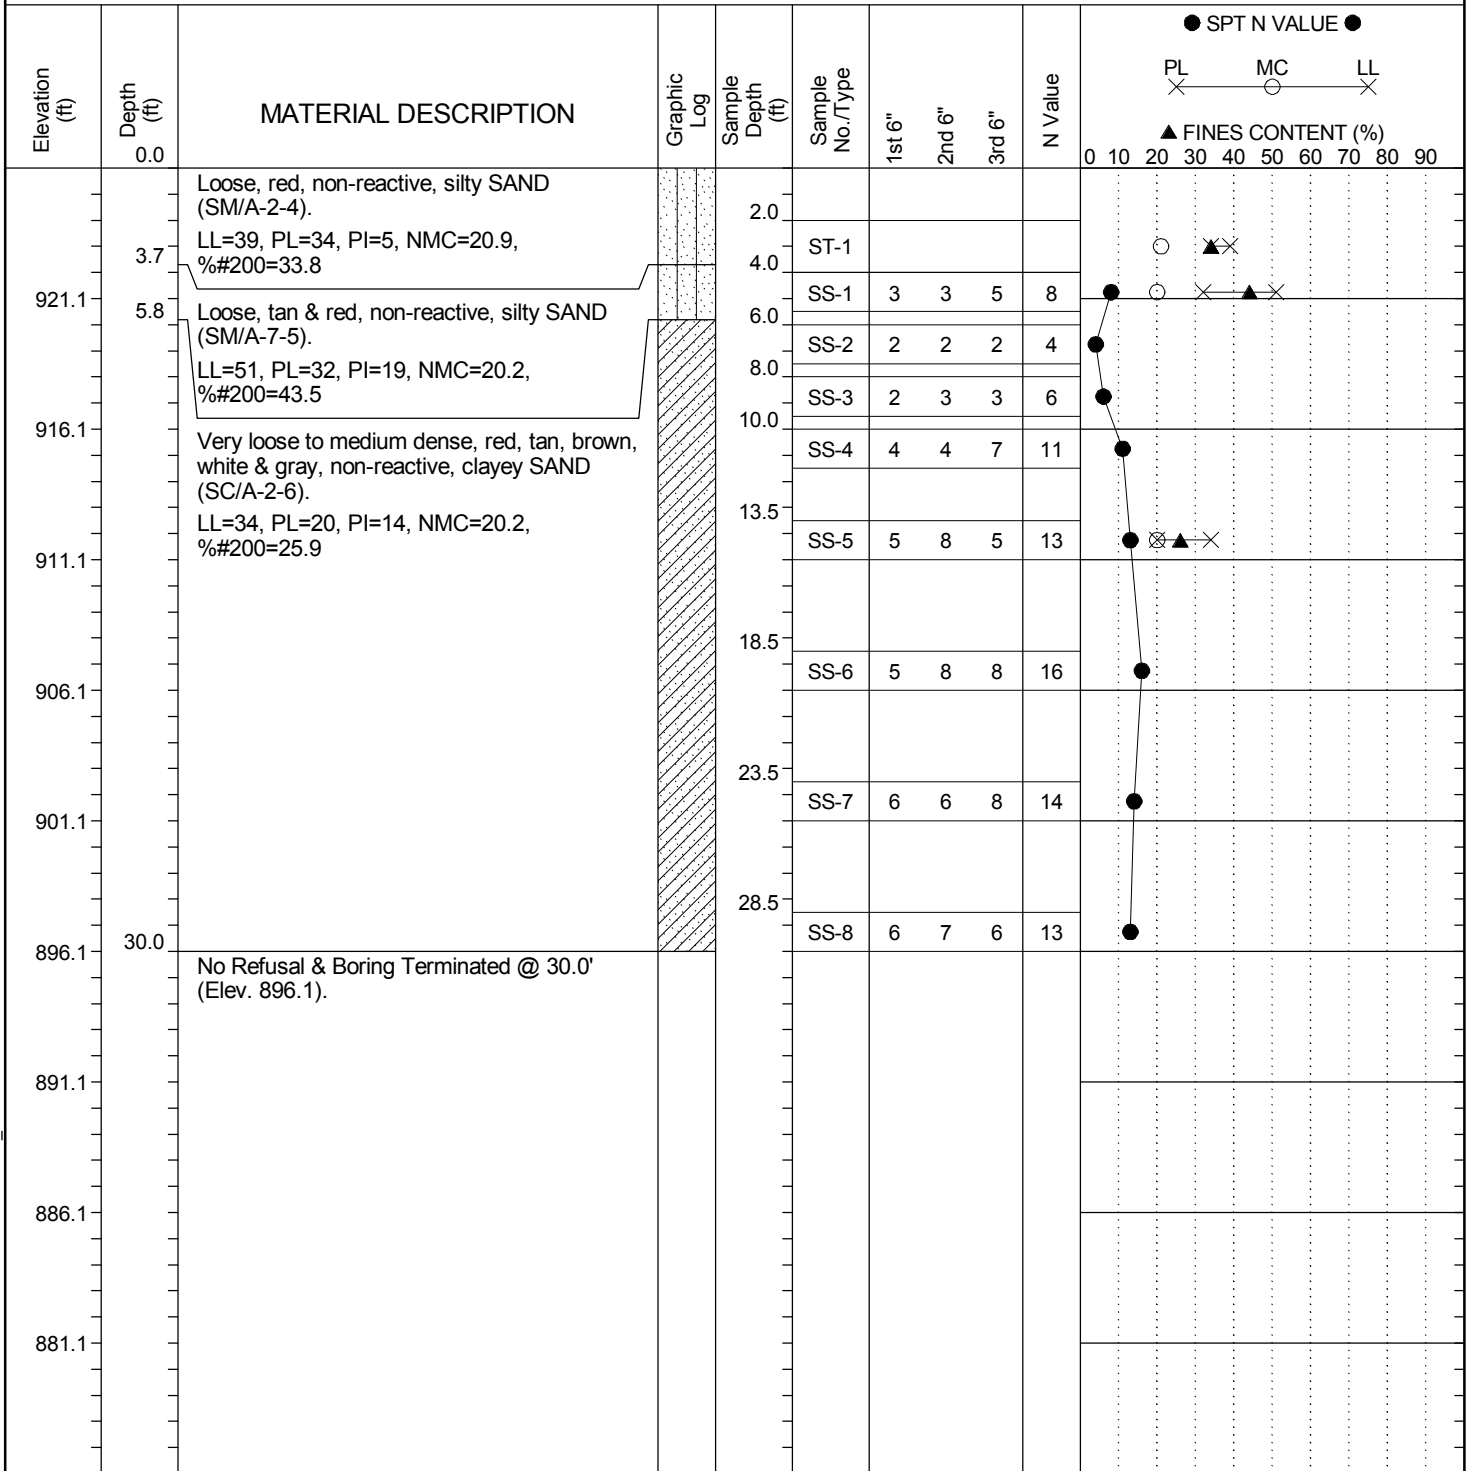 ● SPT N VALUE ●
PL MC LL
▲ FINES CONTENT (%)
0 10 20 30 40 50 60 70 80 90
Elevation
(ft)
Depth
(ft)
0.0
MATERIAL DESCRIPTION
Graphic
Log
Sample
Depth
(ft)
Sample
No./Type
1st 6"
2nd 6"
3rd 6"
N Value
Loose, red, non-reactive, silty SAND
(SM/A-2-4).
LL=39, PL=34, PI=5, NMC=20.9,
%#200=33.8
3.7
2.0
ST-1
4.0
921.1
5.8
Loose, tan & red, non-reactive, silty SAND
(SM/A-7-5).
LL=51, PL=32, PI=19, NMC=20.2,
%#200=43.5
SS-1 3 3 5 8
6.0
SS-2 2 2 2 4
8.0
SS-3 2 3 3 6
10.0
916.1
Very loose to medium dense, red, tan, brown,
white & gray, non-reactive, clayey SAND
(SC/A-2-6).
LL=34, PL=20, PI=14, NMC=20.2,
%#200=25.9
SS-4 4 4 7 11
13.5
SS-5 5 8 5 13
911.1
18.5
SS-6 5 8 8 16
906.1
23.5
SS-7 6 6 8 14
901.1
28.5
SS-8 6 7 6 13
30.0
896.1
No Refusal & Boring Terminated @ 30.0'
(Elev. 896.1).
891.1
886.1
881.1